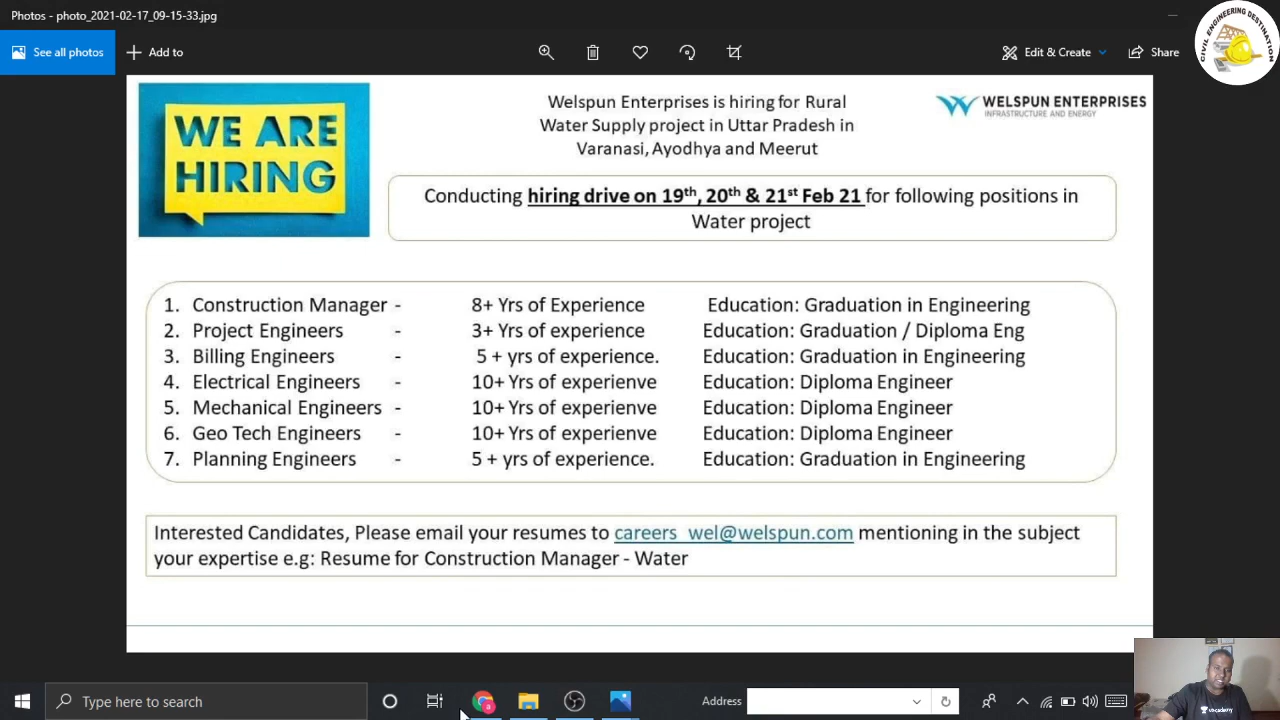 Photos - photo_2021-02-17_09-15-33.jpg
CIVIL ENGINEERING DESTINATION
See all photos
Add to
Edit & Create
Share
WE ARE
HIRING
Welspun Enterprises is hiring for Rural
Water Supply project in Uttar Pradesh in
Varanasi, Ayodhya and Meerut
WELSPUN ENTERPRISES
INFRASTRUCTURE AND ENERGY
Conducting hiring drive on 19th, 20th & 21st Feb 21 for following positions in
Water project
1. Construction Manager - 8+ Yrs of Experience Education: Graduation in Engineering
2. Project Engineers - 3+ Yrs of experience Education: Graduation / Diploma Eng
3. Billing Engineers - 5 + yrs of experience. Education: Graduation in Engineering
4. Electrical Engineers - 10+ Yrs of experienve Education: Diploma Engineer
5. Mechanical Engineers - 10+ Yrs of experienve Education: Diploma Engineer
6. Geo Tech Engineers - 10+ Yrs of experienve Education: Diploma Engineer
7. Planning Engineers - 5 + yrs of experience. Education: Graduation in Engineering
Interested Candidates, Please email your resumes to careers_wel@welspun.com mentioning in the subject
your expertise e.g: Resume for Construction Manager - Water
Type here to search
Address
unacademy